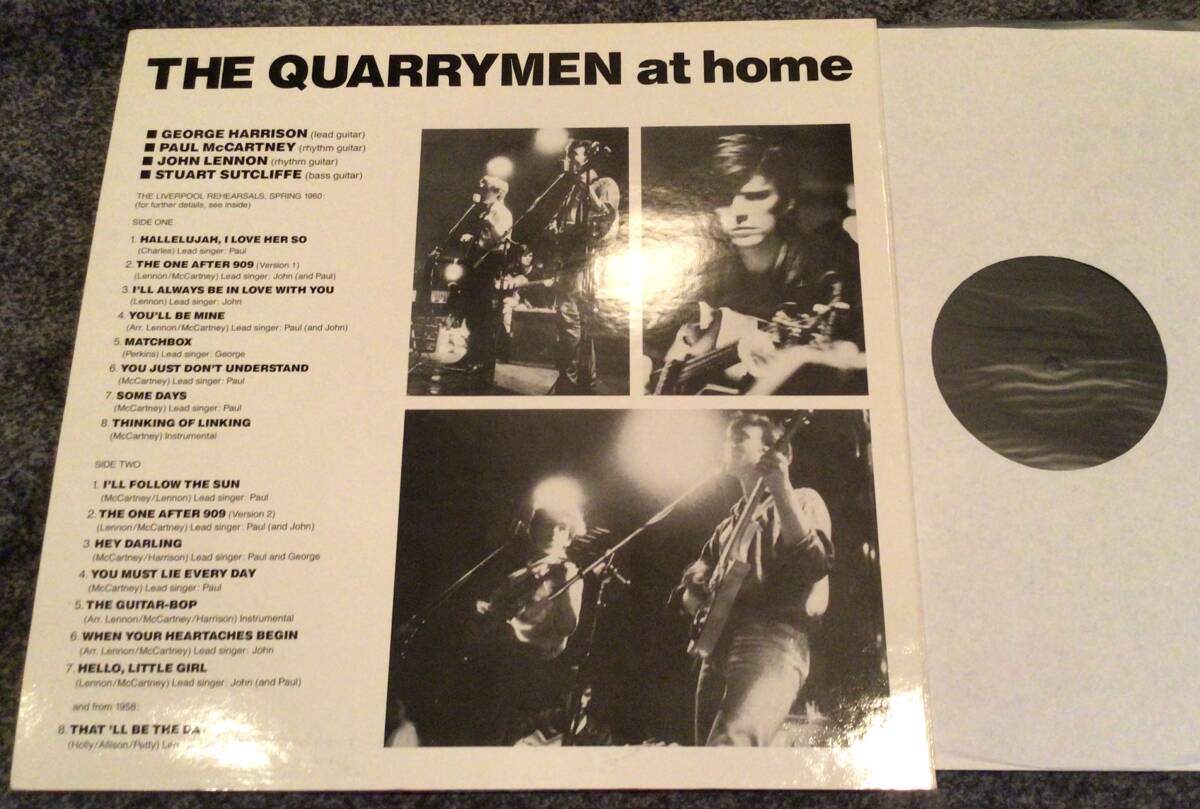 THE QUARRYMEN at home
■ GEORGE HARRISON (lead guitar)
■ PAUL McCARTNEY (rhythm guitar)
■ JOHN LENNON (rhythm guitar)
■ STUART SUTCLIFFE (bass guitar)
THE LIVERPOOL REHEARSALS, SPRING 1960:
(for further details, see inside)
SIDE ONE
1. HALLELUJAH, I LOVE HER SO
(Charles) Lead singer: Paul
2. THE ONE AFTER 909 (Version 1)
(Lennon/McCartney) Lead singer: John (and Paul)
3. I'LL ALWAYS BE IN LOVE WITH YOU
(Lennon) Lead singer: John
4. YOU'LL BE MINE
(Arr. Lennon/McCartney) Lead singer: Paul (and John)
5. MATCHBOX
(Perkins) Lead singer: George
6. YOU JUST DON'T UNDERSTAND
(McCartney) Lead singer: Paul
7. SOME DAYS
(McCartney) Lead singer: Paul
8. THINKING OF LINKING
(McCartney) Instrumental
SIDE TWO
1. I'LL FOLLOW THE SUN
(McCartney/Lennon) Lead singer: Paul
2. THE ONE AFTER 909 (Version 2)
(Lennon/McCartney) Lead singer: Paul (and John)
3. HEY DARLING
(McCartney/Harrison) Lead singer: Paul and George
4. YOU MUST LIE EVERY DAY
(McCartney) Lead singer: Paul
5. THE GUITAR-BOP
(Arr. Lennon/McCartney/Harrison) Instrumental
6. WHEN YOUR HEARTACHES BEGIN
(Arr. Lennon/McCartney) Lead singer: John
7. HELLO, LITTLE GIRL
(Lennon/McCartney) Lead singer: John (and Paul)
and from 1958:
8. THAT 'LL BE THE DA
(Holly/Allison/Petty)